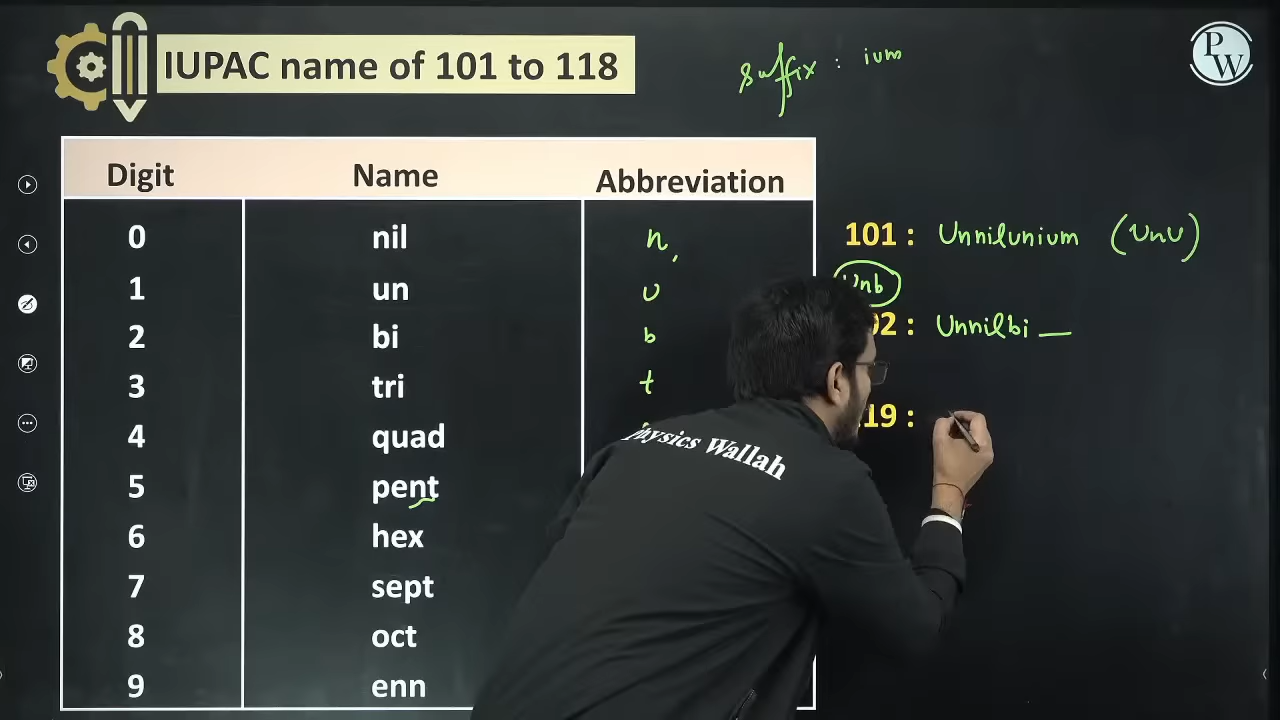 IUPAC name of 101 to 118
suffix : ium
P
W
Digit Name Abbreviation
0 nil n,
1 un u
2 bi b
3 tri t
4 quad
5 pent
6 hex
7 sept
8 oct
9 enn
101 : Unnilunium (Unu)
Unb
02 : Unnilbi —
19 :
Physics Wallah